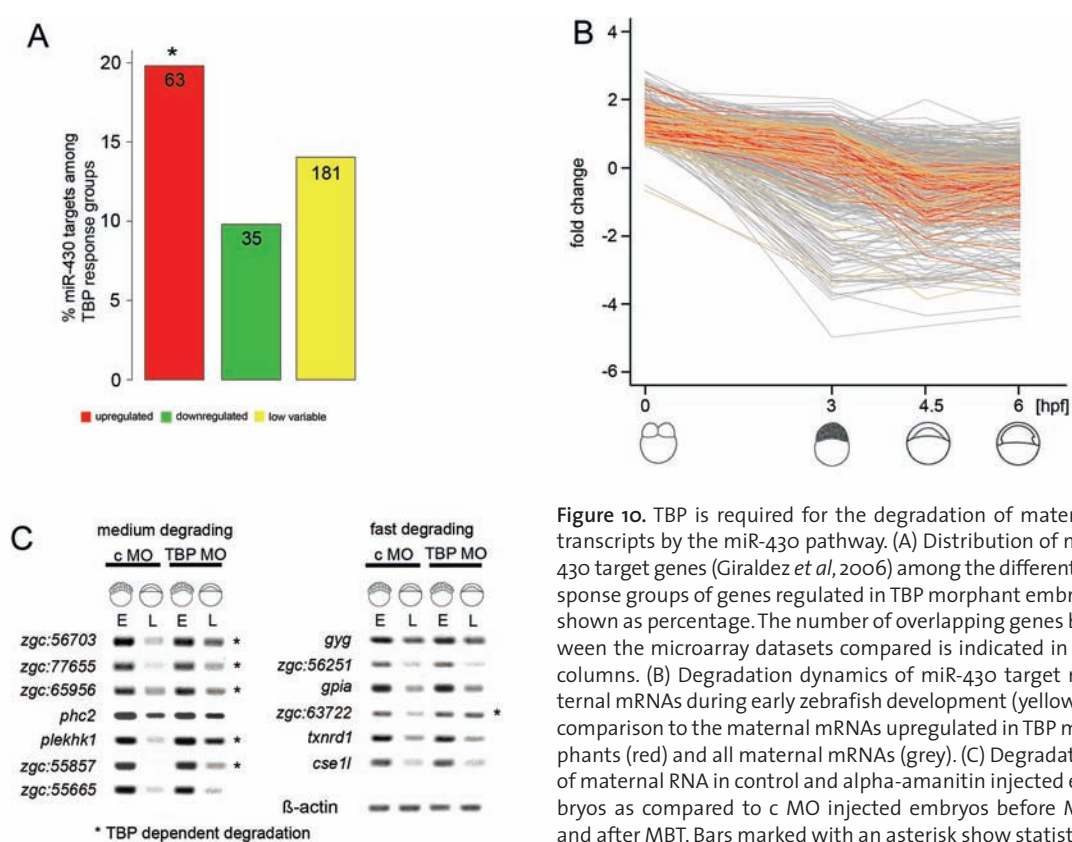 A
*
% miR-430 targets among
TBP response groups
20
15
10
5
0
63
35
181
upregulated downregulated low variable
B
fold change
4
2
0
-2
-4
-6
0 3 4.5 6 [hpf]
C
medium degrading
c MO TBP MO
E L E L
zgc:56703 *
zgc:77655 *
zgc:65956 *
phc2
plekhk1 *
zgc:55857 *
zgc:55665
* TBP dependent degradation
fast degrading
c MO TBP MO
E L E L
gyg
zgc:56251
gpia
zgc:63722 *
txnrd1
cse1l
ß-actin
Figure 10. TBP is required for the degradation of mater
transcripts by the miR-430 pathway. (A) Distribution of m
430 target genes (Giraldez et al, 2006) among the different
sponse groups of genes regulated in TBP morphant embr
shown as percentage. The number of overlapping genes b
ween the microarray datasets compared is indicated in
columns. (B) Degradation dynamics of miR-430 target m
ternal mRNAs during early zebrafish development (yellow
comparison to the maternal mRNAs upregulated in TBP m
phants (red) and all maternal mRNAs (grey). (C) Degradat
of maternal RNA in control and alpha-amanitin injected e
bryos as compared to c MO injected embryos before M
and after MBT. Bars marked with an asterisk show statist